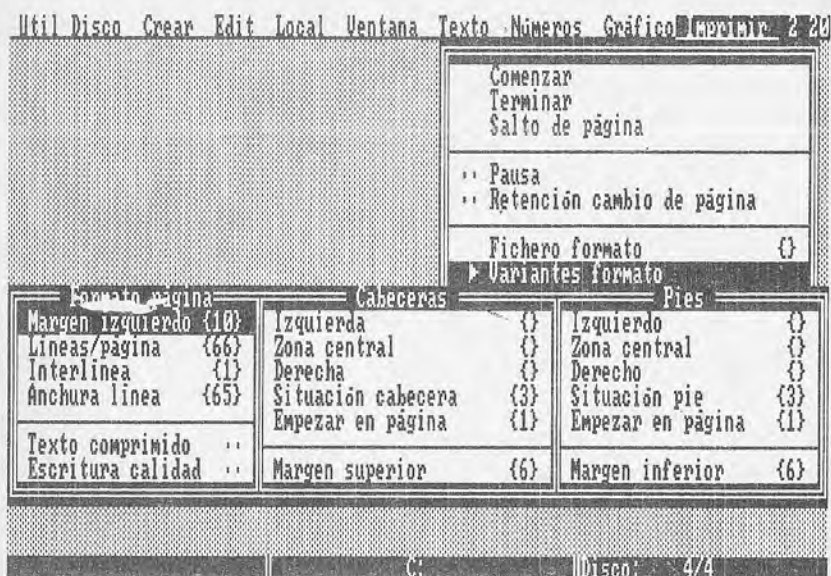 Util Disco Crear Edit Local Ventana Texto Números Gráfico Imprimir 2 20
Comenzar
Terminar
Salto de página
Pausa
Retención cambio de página
Fichero formato {}
Variantes formato
Formato página
Margen izquierdo {10}
Líneas/página {66}
Interlínea {1}
Anchura línea {65}
Texto comprimido
Escritura calidad
Cabeceras
Izquierda {}
Zona central {}
Derecha {}
Situación cabecera {3}
Empezar en página {1}
Margen superior {6}
Pies
Izquierdo {}
Zona central {}
Derecho {}
Situación pie {3}
Empezar en página {1}
Margen inferior {6}
C: Disco: 4/4